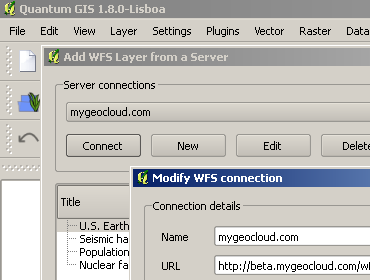 Quantum GIS 1.8.0-Lisboa
File Edit View Layer Settings Plugins Vector Raster Data
Add WFS Layer from a Server
Server connections
mygeocloud.com
Connect New Edit Delete
Modify WFS connection
Title
Connection details
U.S. Earth
Name mygeocloud.com
Seismic ha
Population
URL http://beta.mygeocloud.com/w
Nuclear fa